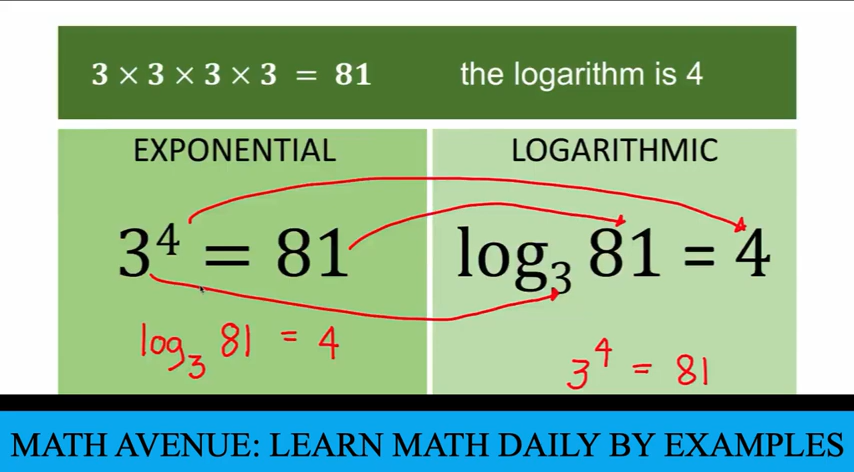 3 × 3 × 3 × 3 = 81 the logarithm is 4
EXPONENTIAL LOGARITHMIC
3⁴ = 81 log₃ 81 = 4
log₃ 81 = 4
3⁴ = 81
MATH AVENUE: LEARN MATH DAILY BY EXAMPLES